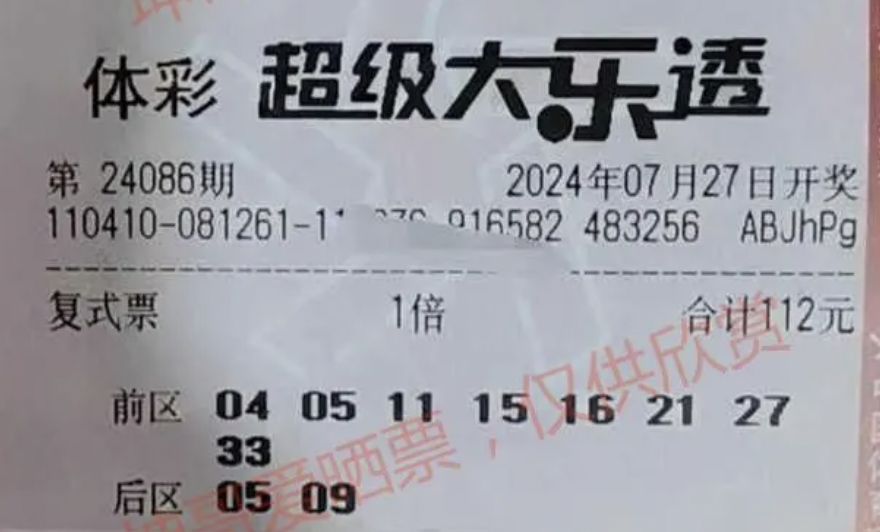 体彩 超级大乐透
第 24086期 2024年07月27日开奖
110410-081261-1 916582 483256 ABJhPg
复式票 1倍 合计112元
前区 04 05 11 15 16 21 27
33
后区 05 09
爱晒票，仅供欣赏